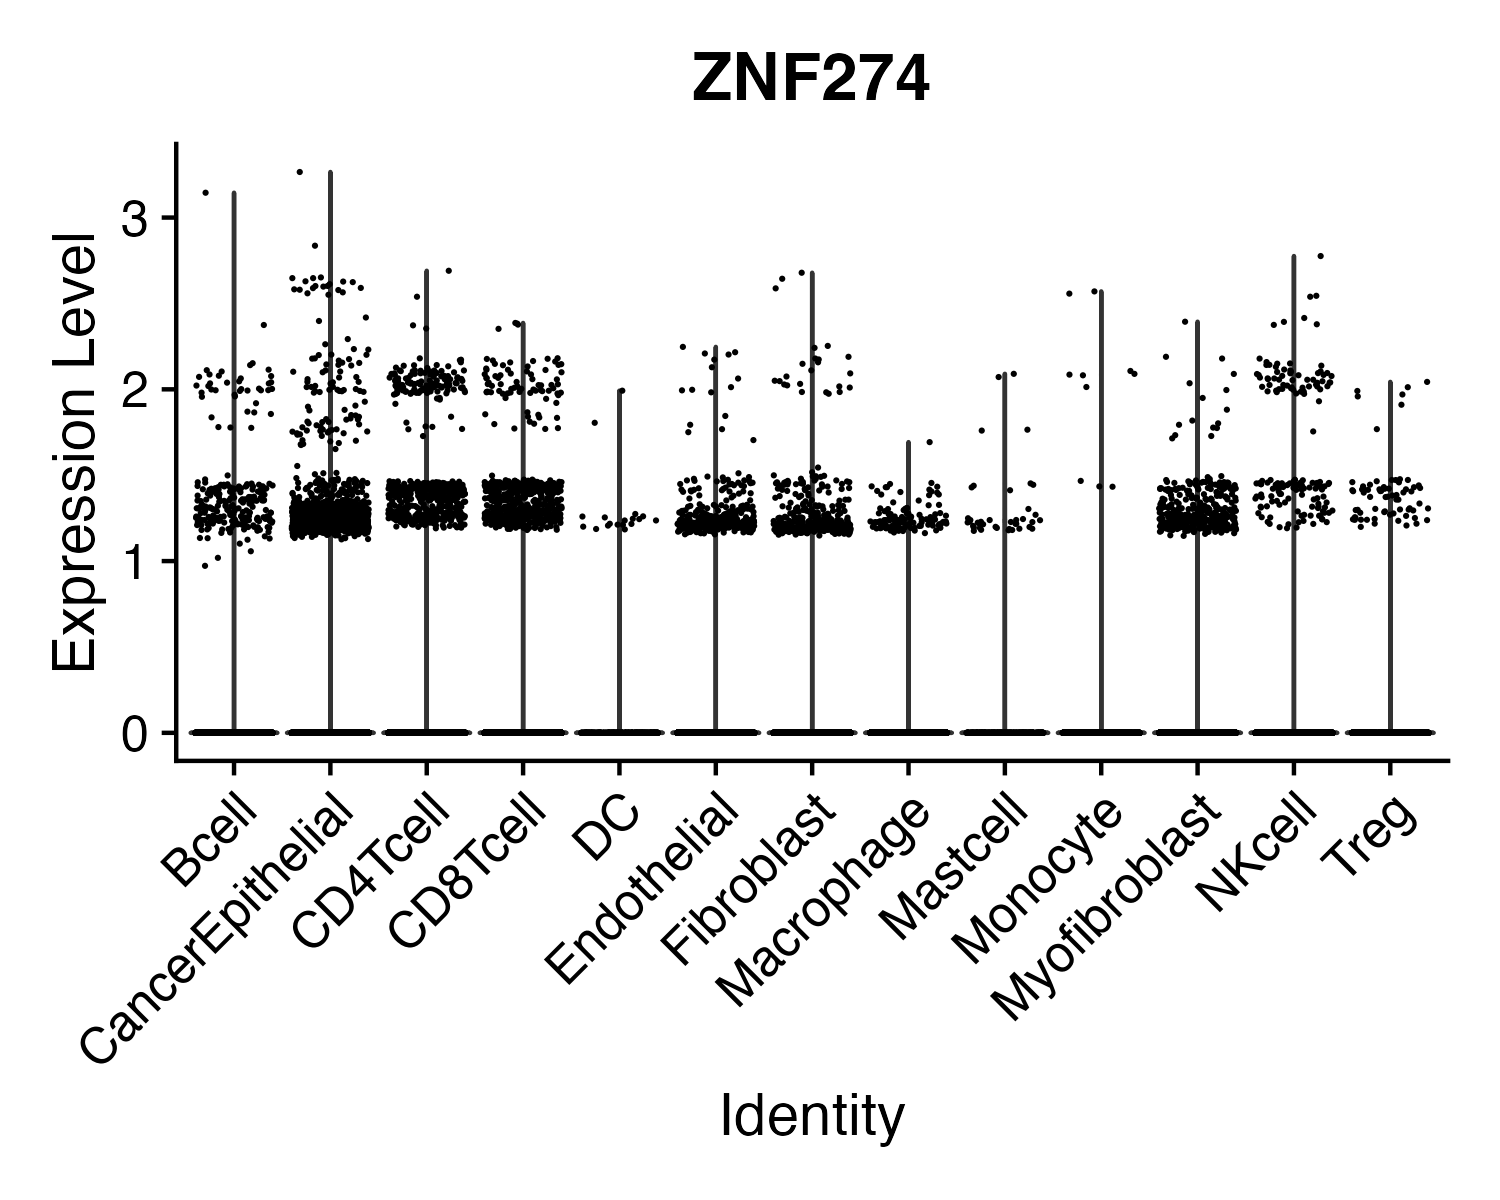 ZNF274
Expression Level
3
2
1
0
Bcell
CancerEpithelial
CD4Tcell
CD8Tcell
DC
Endothelial
Fibroblast
Macrophage
Mastcell
Monocyte
Myofibroblast
NKcell
Treg
Identity